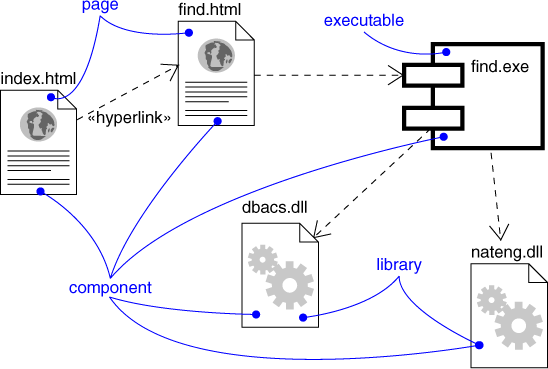 page
find.html
executable
index.html
find.exe
«hyperlink»
dbacs.dll
nateng.dll
library
component